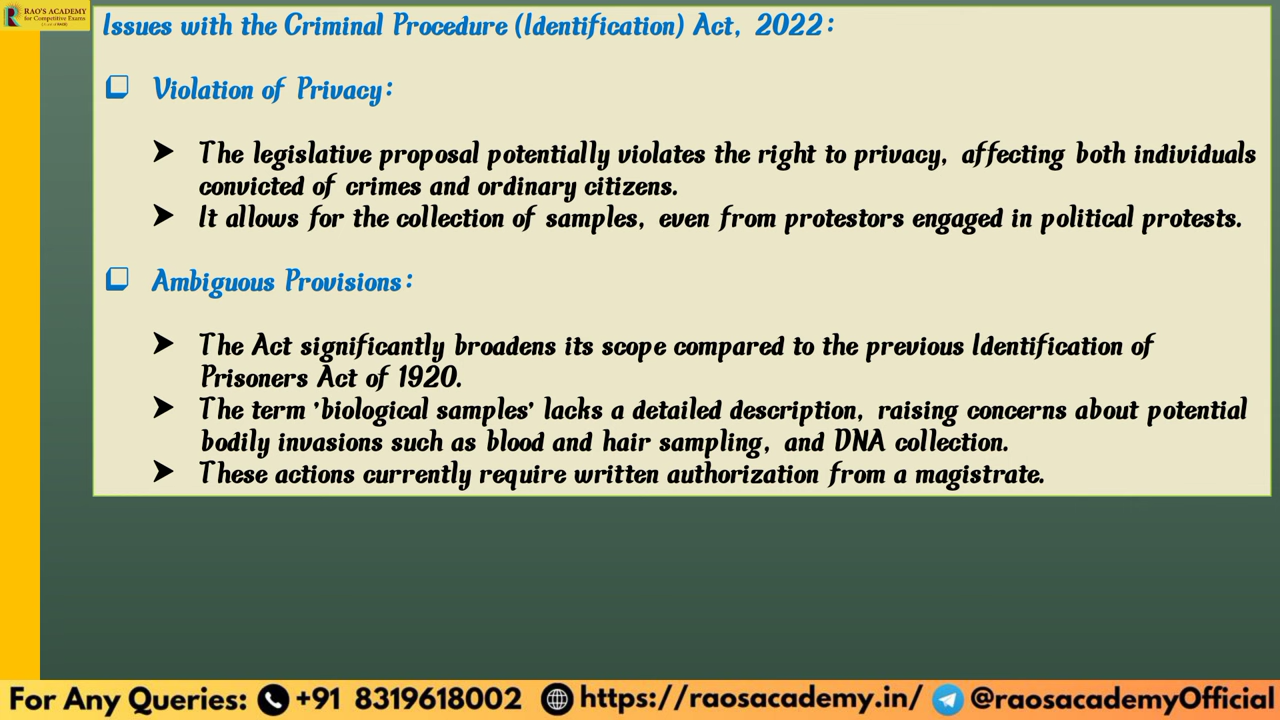 RAO'S ACADEMY
for Competitive Exams
Issues with the Criminal Procedure (Identification) Act, 2022:
Violation of Privacy:
The legislative proposal potentially violates the right to privacy, affecting both individuals
convicted of crimes and ordinary citizens.
It allows for the collection of samples, even from protestors engaged in political protests.
Ambiguous Provisions:
The Act significantly broadens its scope compared to the previous Identification of
Prisoners Act of 1920.
The term 'biological samples' lacks a detailed description, raising concerns about potential
bodily invasions such as blood and hair sampling, and DNA collection.
These actions currently require written authorization from a magistrate.
For Any Queries: +91 8319618002 https://raosacademy.in/ @raosacademyOfficial